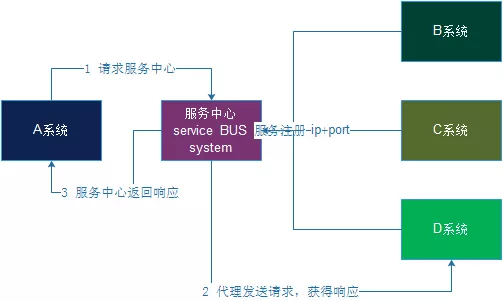 B系统
1 请求服务中心
A系统
服务中心
service BUS
system
服务注册-ip+port
C系统
3 服务中心返回响应
D系统
2 代理发送请求，获得响应